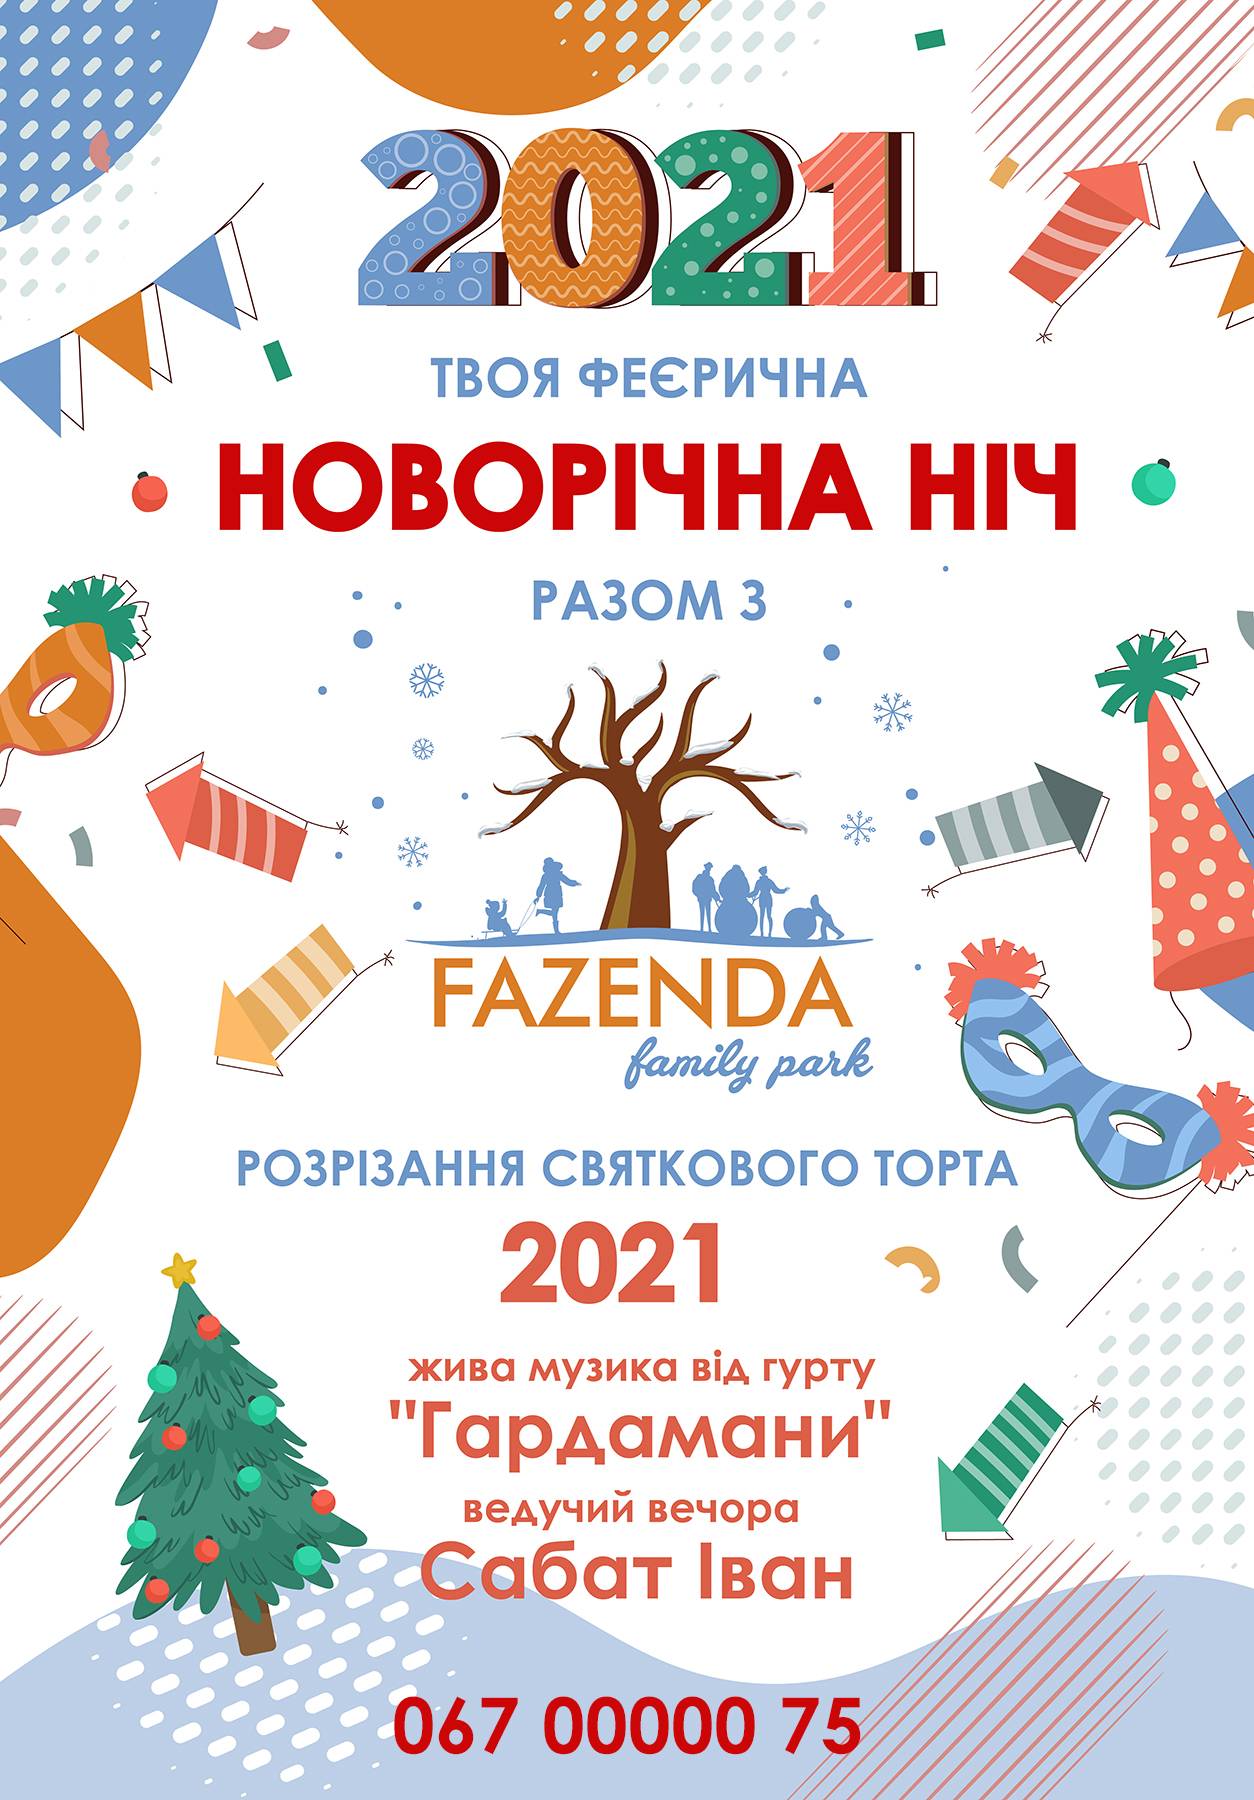 2021
ТВОЯ ФЕЄРИЧНА
НОВОРІЧНА НІЧ
РАЗОМ З
FAZENDA
family park
РОЗРІЗАННЯ СВЯТКОВОГО ТОРТА
2021
жива музика від гурту
"Гардамани"
ведучий вечора
Сабат Іван
067 00000 75